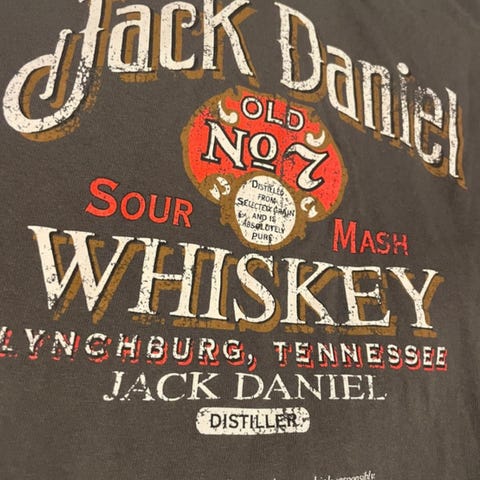 Jack Daniel
OLD
No 7
DISTILLED
FROM
SELECTED GRAIN
AND IS
ABSOLUTELY
PURE
SOUR MASH
WHISKEY
LYNCHBURG, TENNESSEE
JACK DANIEL
DISTILLER
responsibly